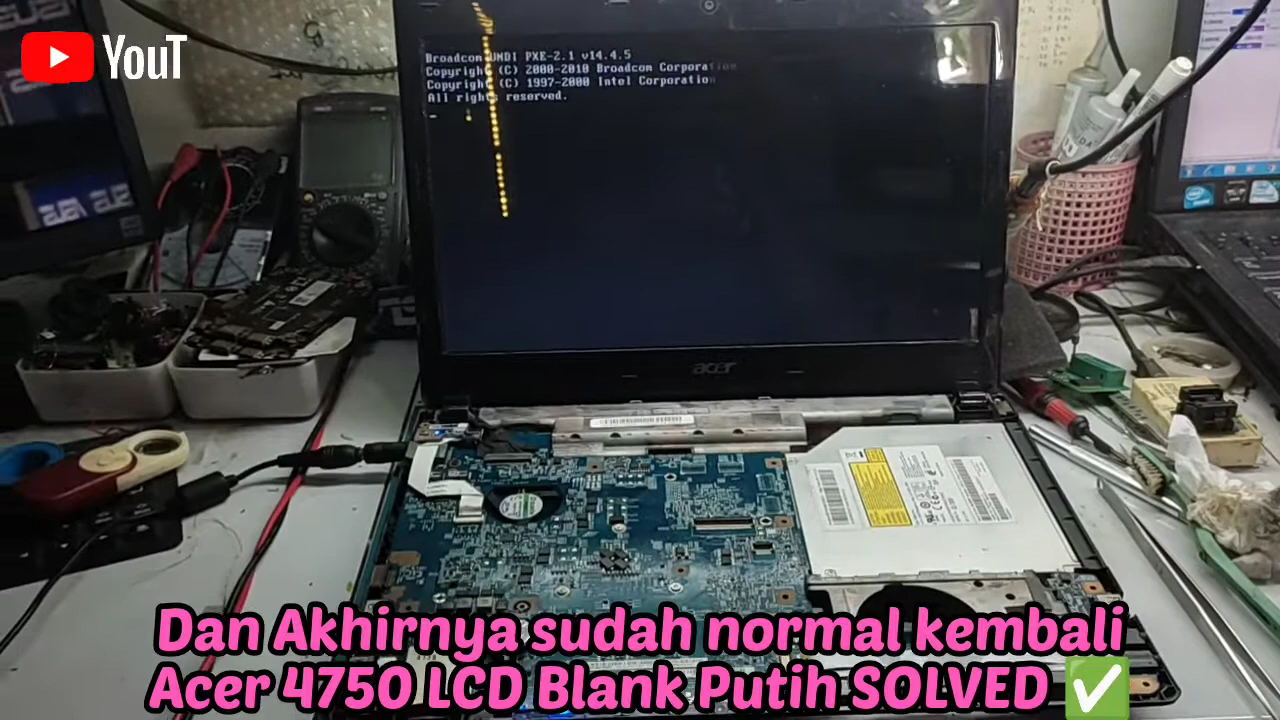 YouT
Broadcom UNDI PXE-2.1 v14.4.5
Copyright (C) 2000-2010 Broadcom Corporation
Copyright (C) 1997-2000 Intel Corporation
All rights reserved.
acer
Dan Akhirnya sudah normal kembali
Acer 4750 LCD Blank Putih SOLVED ✅